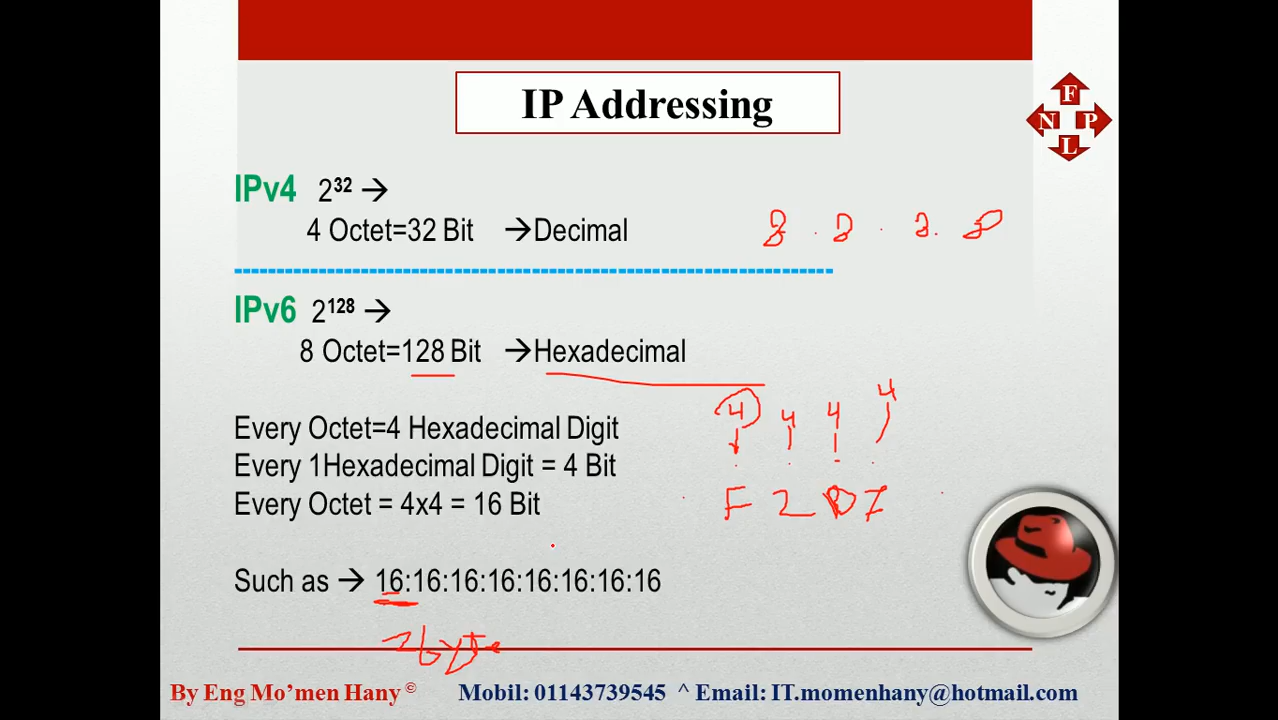 IP Addressing
F
N P
L
IPv4 2³² →
4 Octet=32 Bit →Decimal
8 . 8 . 8 . 8
IPv6 2¹²⁸ →
8 Octet=128 Bit →Hexadecimal
4 4 4 4
Every Octet=4 Hexadecimal Digit
Every 1Hexadecimal Digit = 4 Bit
Every Octet = 4x4 = 16 Bit
F 2 D 7
Such as → 16:16:16:16:16:16:16:16
2byte
By Eng Mo’men Hany © Mobil: 01143739545 ^ Email: IT.momenhany@hotmail.com